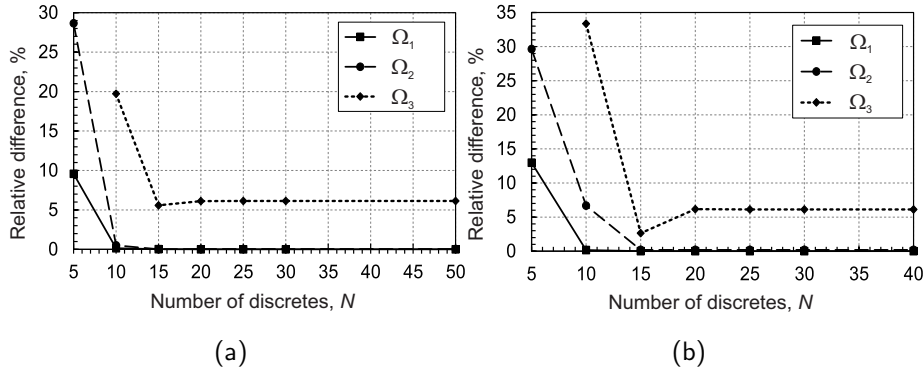 30
25
20
15
10
5
0
Relative difference, %
5 10 15 20 25 30 35 40 45 50
Number of discretes, N
Ω1
Ω2
Ω3
(a)
35
30
25
20
15
10
5
0
Relative difference, %
5 10 15 20 25 30 35 40
Number of discretes, N
Ω1
Ω2
Ω3
(b)